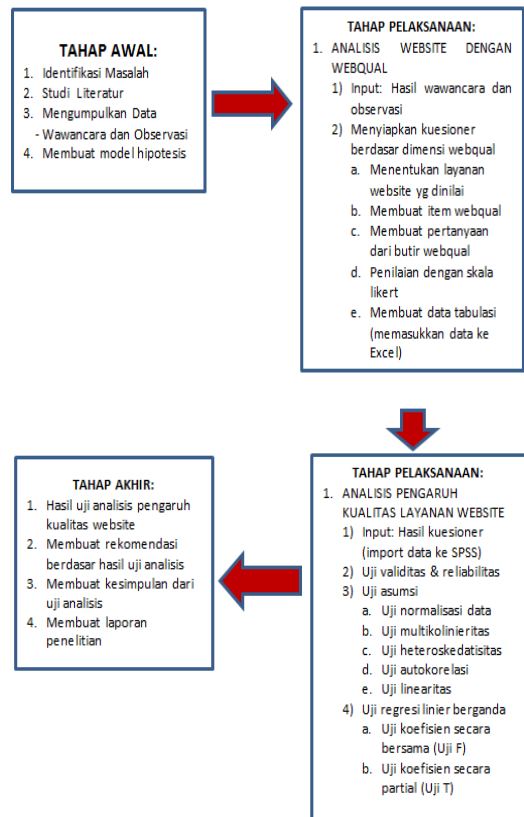 TAHAP AWAL:
1. Identifikasi Masalah
2. Studi Literatur
3. Mengumpulkan Data
- Wawancara dan Observasi
4. Membuat model hipotesis
TAHAP PELAKSANAAN:
1. ANALISIS WEBSITE DENGAN
WEBQUAL
1) Input: Hasil wawancara dan
observasi
2) Menyiapkan kuesioner
berdasar dimensi webqual
a. Menentukan layanan
website yg dinilai
b. Membuat item webqual
c. Membuat pertanyaan
dari butir webqual
d. Penilaian dengan skala
likert
e. Membuat data tabulasi
(memasukkan data ke
Excel)
TAHAP PELAKSANAAN:
1. ANALISIS PENGARUH
KUALITAS LAYANAN WEBSITE
1) Input: Hasil kuesioner
(import data ke SPSS)
2) Uji validitas & reliabilitas
3) Uji asumsi
a. Uji normalisasi data
b. Uji multikolinieritas
c. Uji heteroskedatisitas
d. Uji autokorelasi
e. Uji linearitas
4) Uji regresi linier berganda
a. Uji koefisien secara
bersama (Uji F)
b. Uji koefisien secara
partial (Uji T)
TAHAP AKHIR:
1. Hasil uji analisis pengaruh
kualitas website
2. Membuat rekomendasi
berdasar hasil uji analisis
3. Membuat kesimpulan dari
uji analisis
4. Membuat laporan
penelitian